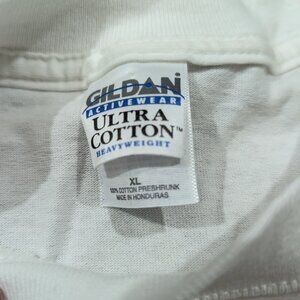 GILDAN
ACTIVEWEAR
ULTRA
COTTON™
HEAVYWEIGHT
XL
100% COTTON PRESHRUNK
MADE IN HONDURAS